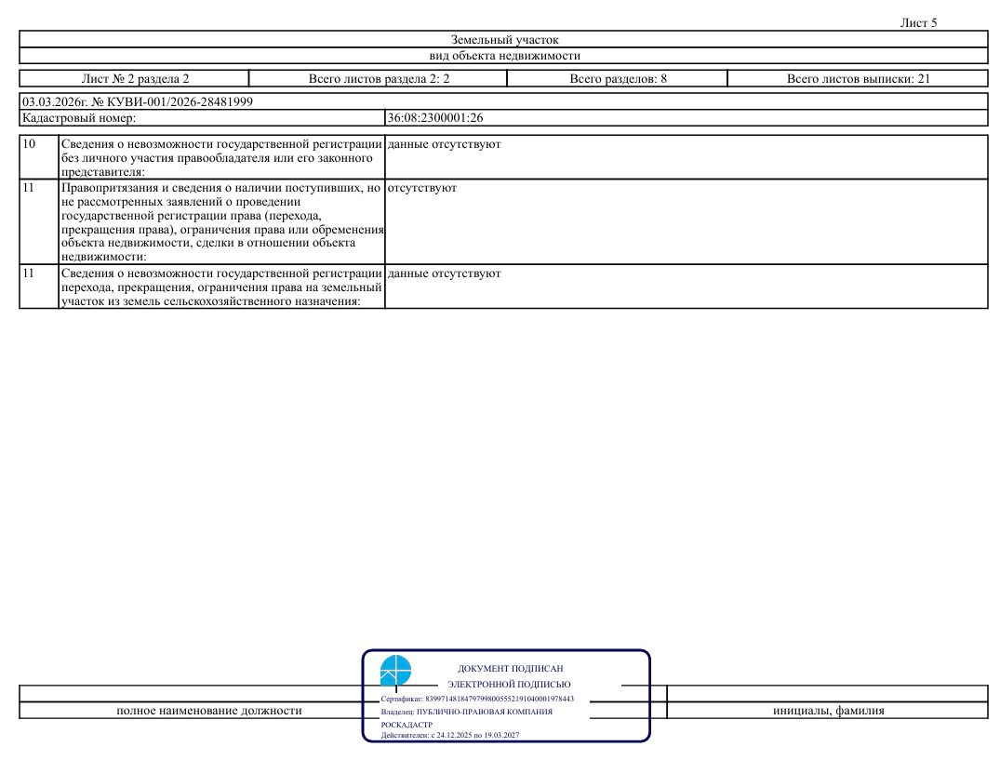 Лист 5
Земельный участок
вид объекта недвижимости
Лист № 2 раздела 2 Всего листов раздела 2: 2 Всего разделов: 8 Всего листов выписки: 21
03.03.2026г. № КУВИ-001/2026-28481999
Кадастровый номер: 36:08:2300001:26
10 Сведения о невозможности государственной регистрации данные отсутствуют
без личного участия правообладателя или его законного
представителя:
11 Правопритязания и сведения о наличии поступивших, но отсутствуют
не рассмотренных заявлений о проведении
государственной регистрации права (перехода,
прекращения права), ограничения права или обременения
объекта недвижимости, сделки в отношении объекта
недвижимости:
11 Сведения о невозможности государственной регистрации данные отсутствуют
перехода, прекращения, ограничения права на земельный
участок из земель сельскохозяйственного назначения:
ДОКУМЕНТ ПОДПИСАН
ЭЛЕКТРОННОЙ ПОДПИСЬЮ
Сертификат: 83997148184797998005552191040001978443
Владелец: ПУБЛИЧНО-ПРАВОВАЯ КОМПАНИЯ
РОСКАДАСТР
Действителен: с 24.12.2025 по 19.03.2027
полное наименование должности инициалы, фамилия